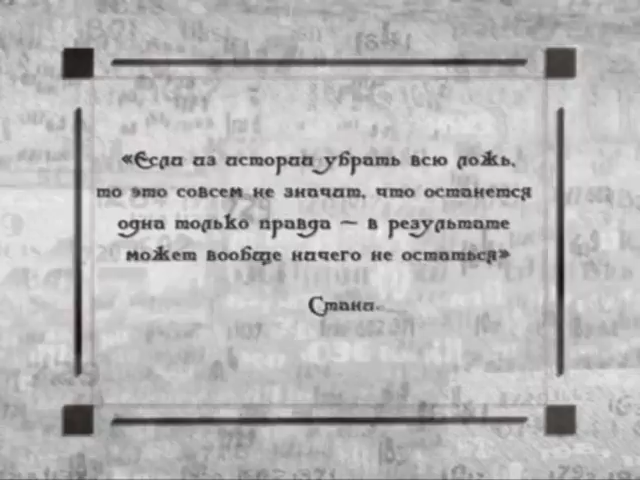 «Если из истории убрать всю ложь,
то это совсем не значит, что останется
одна только правда — в результате
может вообще ничего не остаться»
Стани